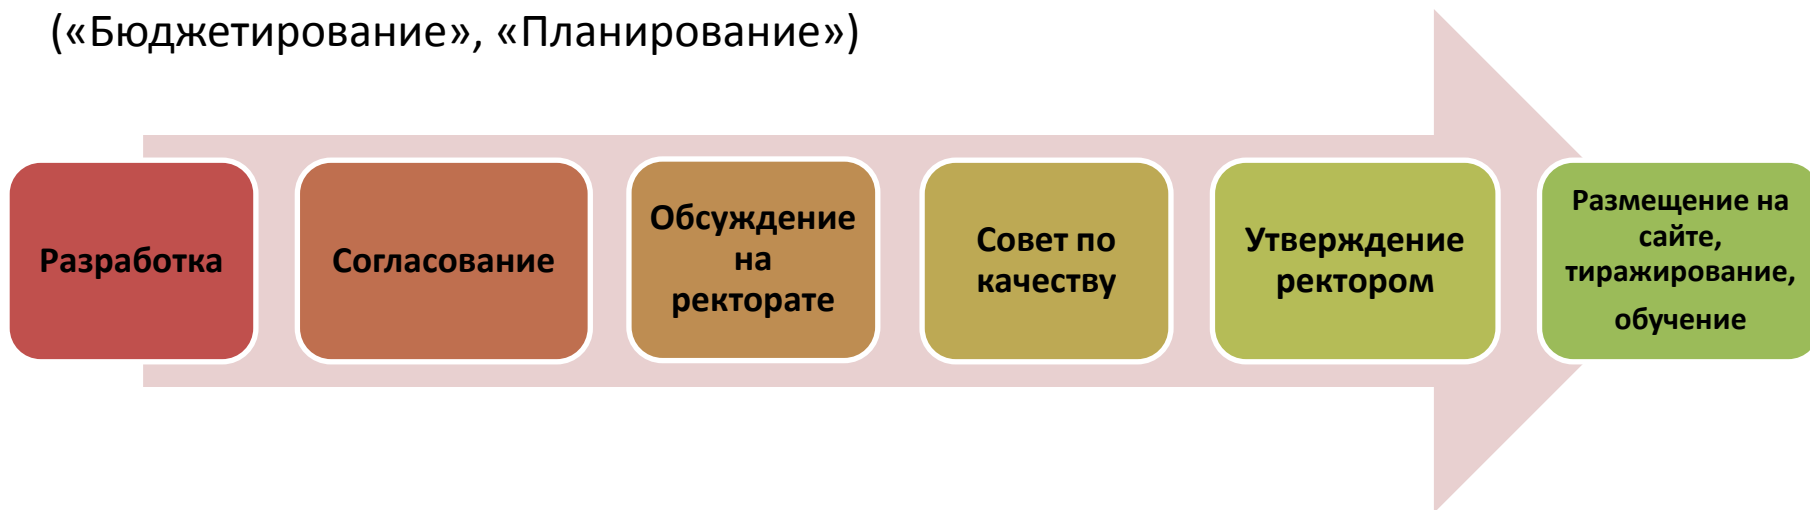 («Бюджетирование», «Планирование»)
Разработка
Согласование
Обсуждение
на
ректорате
Совет по
качеству
Утверждение
ректором
Размещение на
сайте,
тиражирование,
обучение